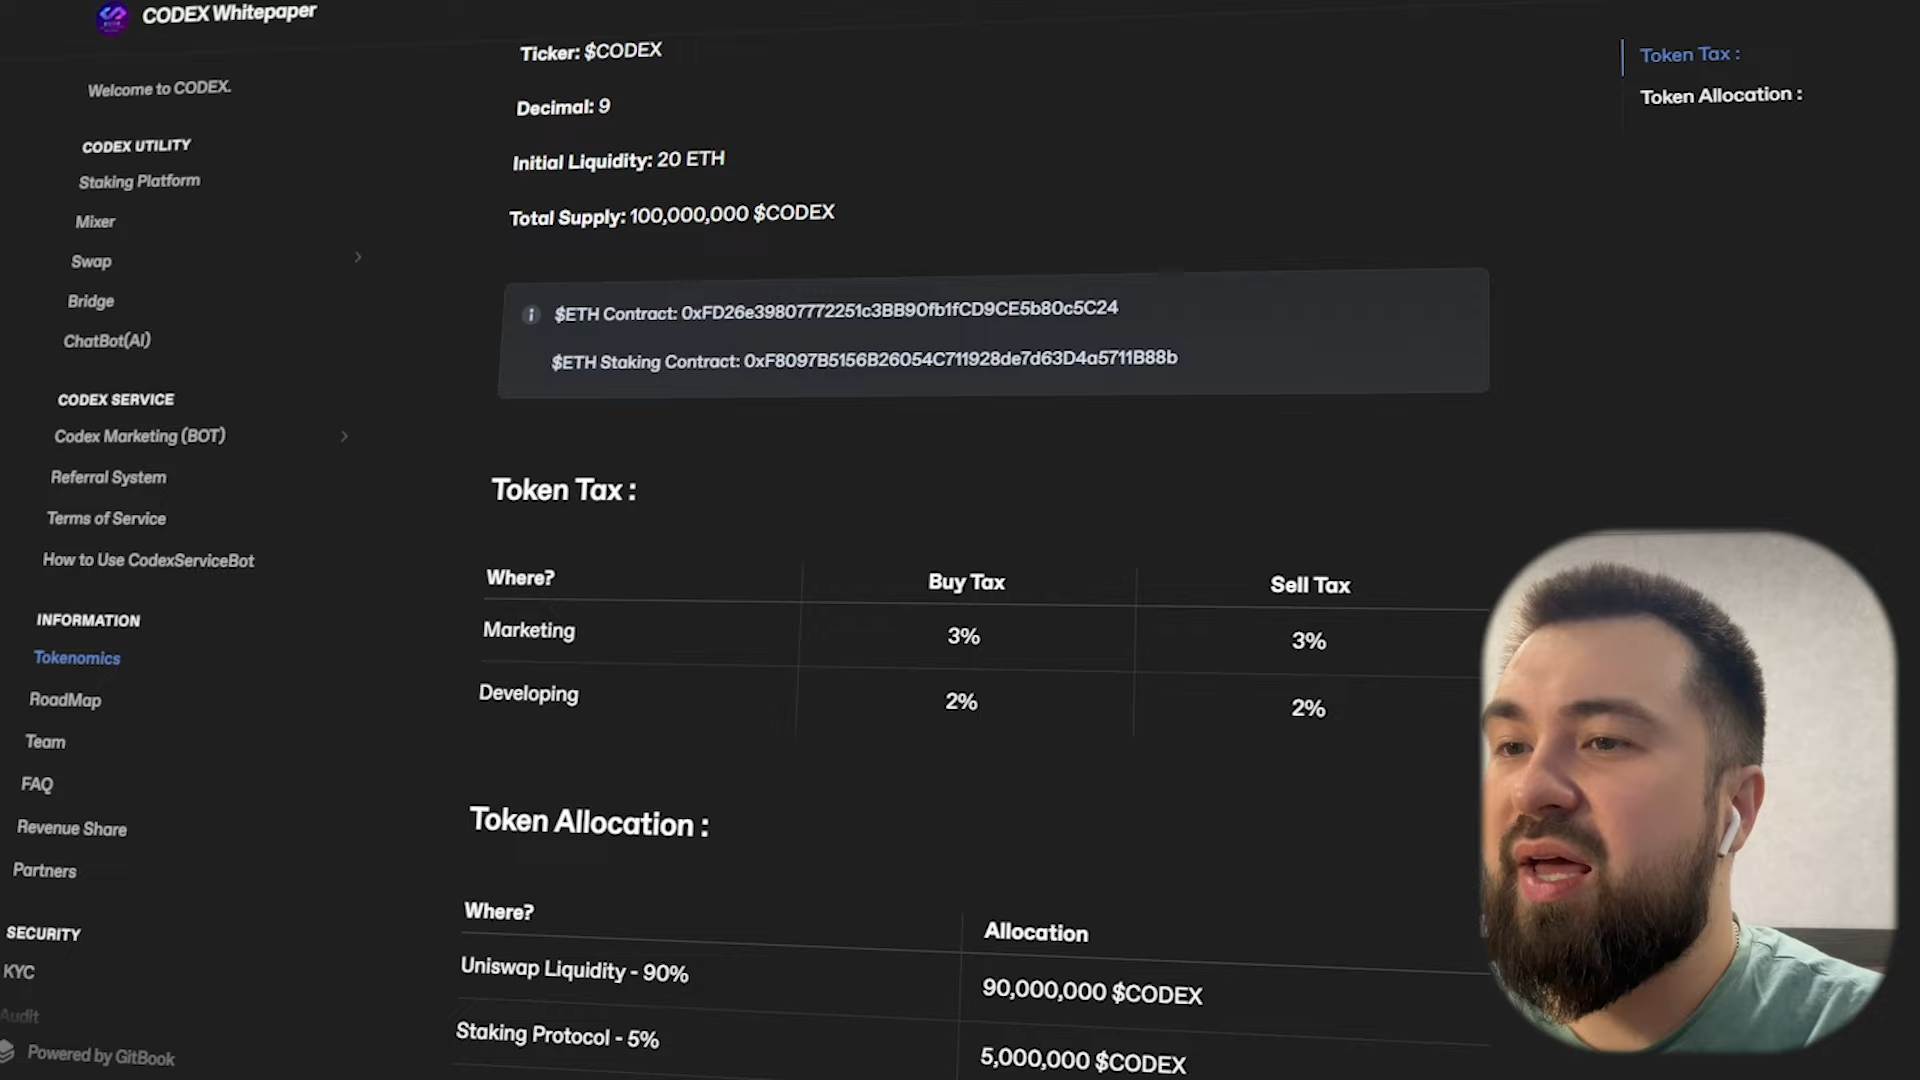 CODEX Whitepaper
Welcome to CODEX.
CODEX UTILITY
Staking Platform
Mixer
Swap
Bridge
ChatBot(AI)
CODEX SERVICE
Codex Marketing (BOT)
Referral System
Terms of Service
How to Use CodexServiceBot
INFORMATION
Tokenomics
RoadMap
Team
FAQ
Revenue Share
Partners
SECURITY
KYC
Audit
Powered by GitBook
Ticker: $CODEX
Decimal: 9
Initial Liquidity: 20 ETH
Total Supply: 100,000,000 $CODEX
$ETH Contract: 0xFD26e39807772251c3BB90fb1fCD9CE5b80c5C24
$ETH Staking Contract: 0xF8097B5156B26054C711928de7d63D4a5711B88b
Token Tax :
Where? Buy Tax Sell Tax
Marketing 3% 3%
Developing 2% 2%
Token Allocation :
Where? Allocation
Uniswap Liquidity - 90% 90,000,000 $CODEX
Staking Protocol - 5% 5,000,000 $CODEX
Token Tax :
Token Allocation :